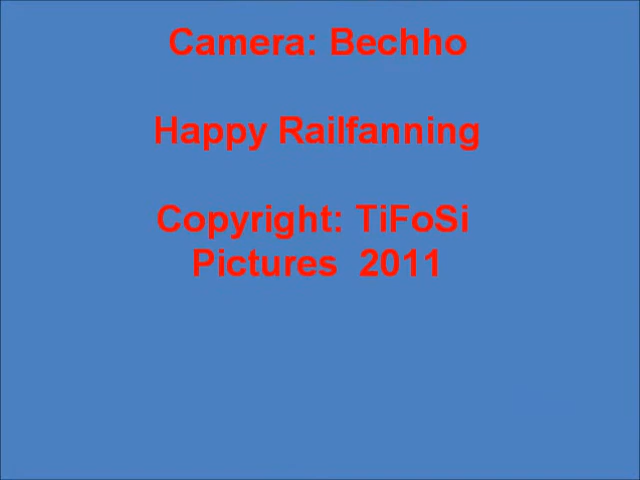 Camera: Bechho
Happy Railfanning
Copyright: TiFoSi
Pictures  2011